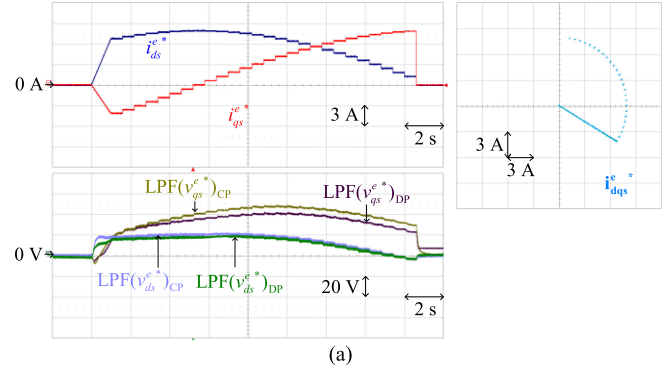 i_ds^e*
0 A
i_qs^e*
3 A
2 s
3 A
3 A
i_dqs^e*
LPF(v_qs^e*)_CP
LPF(v_qs^e*)_DP
0 V
LPF(v_ds^e*)_CP
LPF(v_ds^e*)_DP
20 V
2 s
(a)